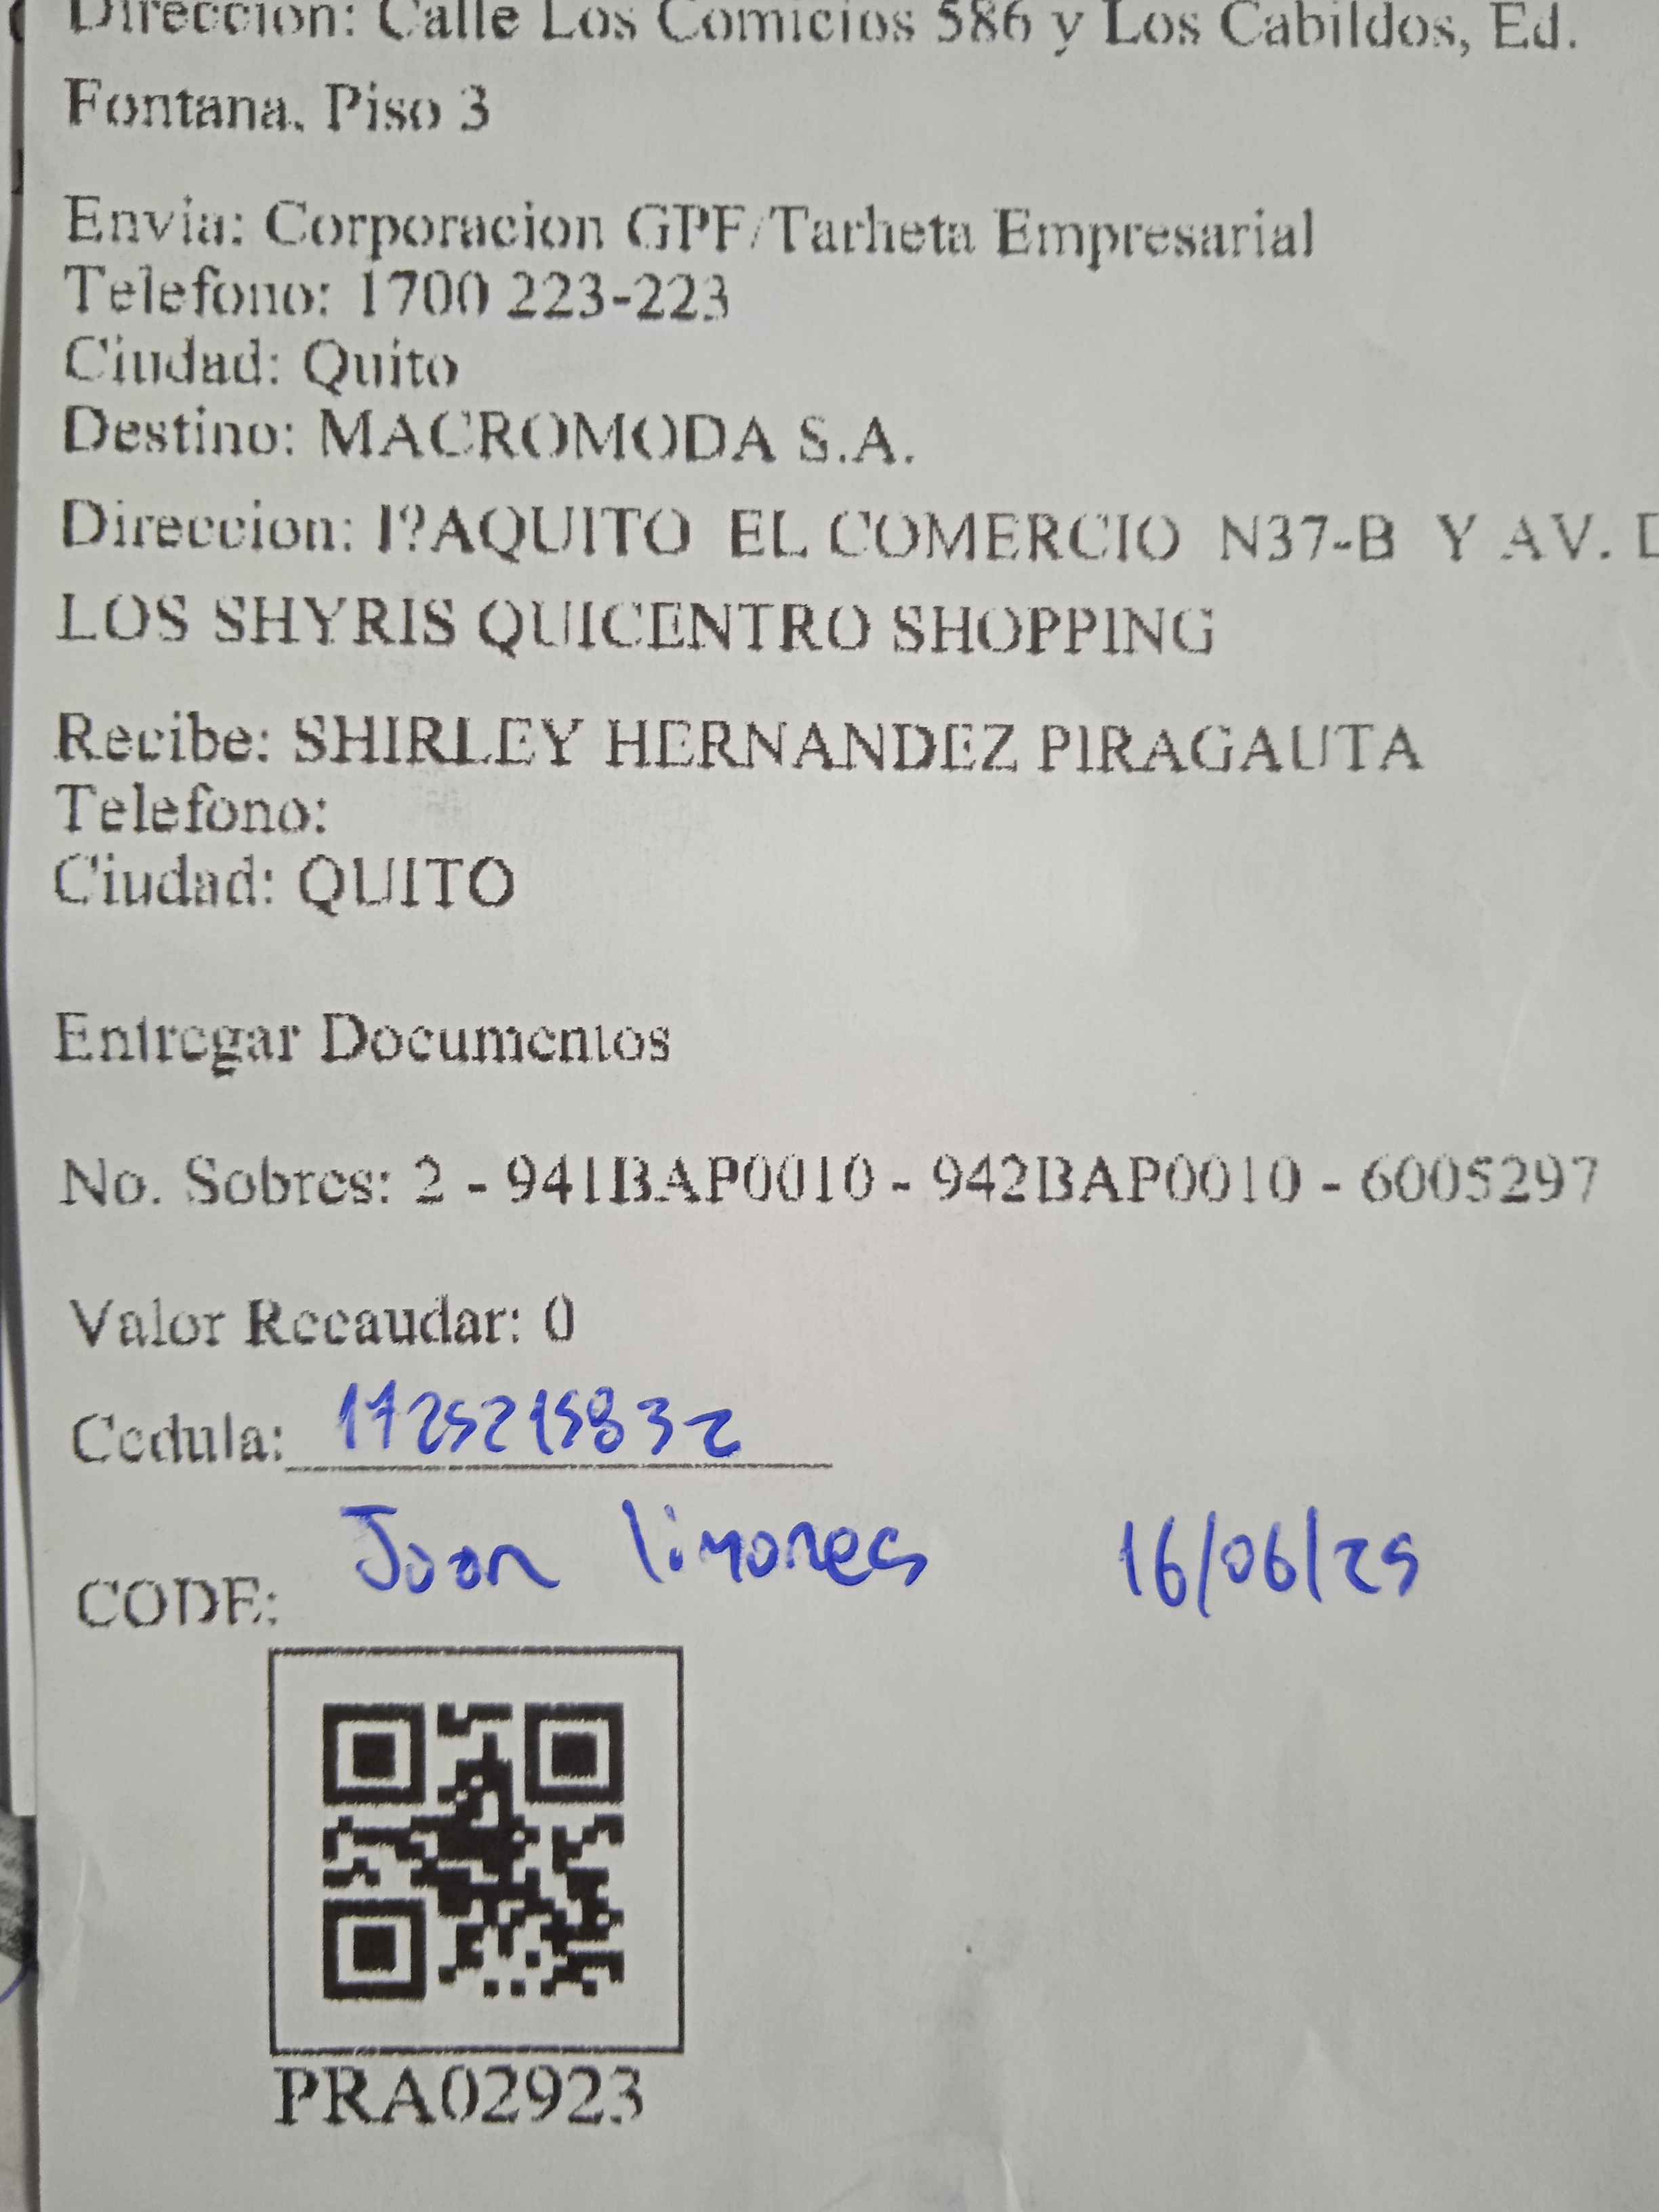 Direccion: Calle Los Comicios 586 y Los Cabildos, Ed.
Fontana, Piso 3
Envia: Corporacion GPF/Tarheta Empresarial
Telefono: 1700 223-223
Ciudad: Quito
Destino: MACROMODA S.A.
Direccion: I?AQUITO EL COMERCIO N37-B Y AV. D
LOS SHYRIS QUICENTRO SHOPPING
Recibe: SHIRLEY HERNANDEZ PIRAGAUTA
Telefono:
Ciudad: QUITO
Entregar Documentos
No. Sobres: 2 - 941BAP0010 - 942BAP0010 - 6005297
Valor Recaudar: 0
Cedula: 1725215832
Joan limones 16/06/25
CODE:
PRA02923